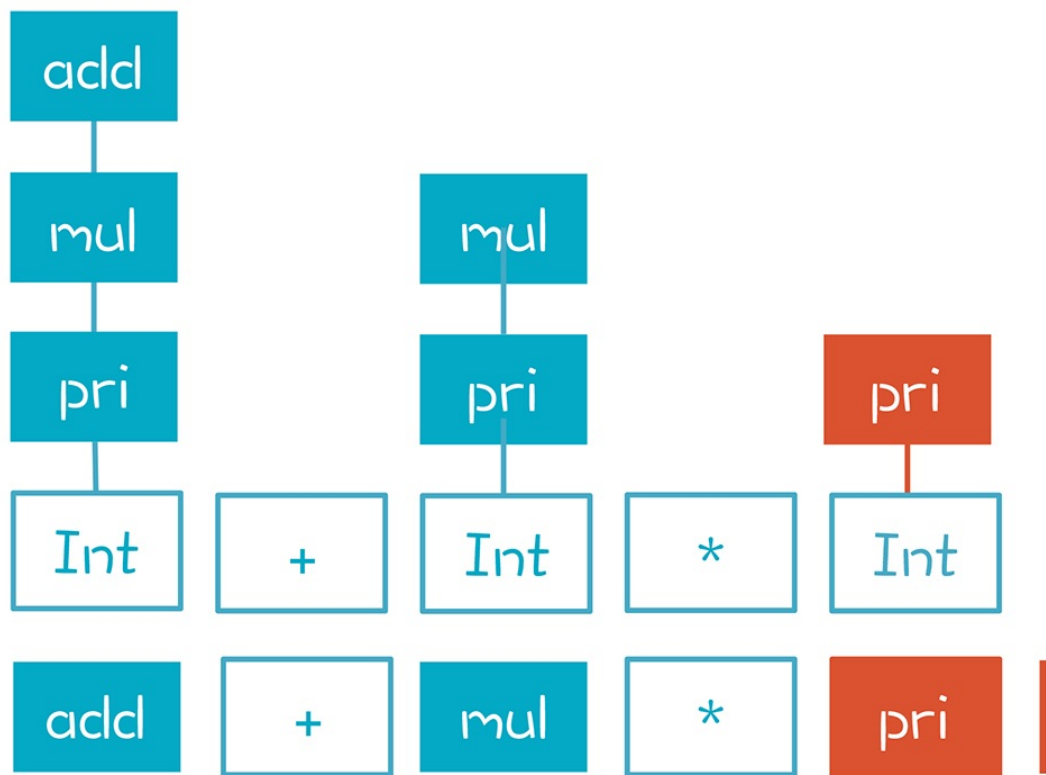 add
mul mul
pri pri pri
Int + Int * Int
add + mul * pri